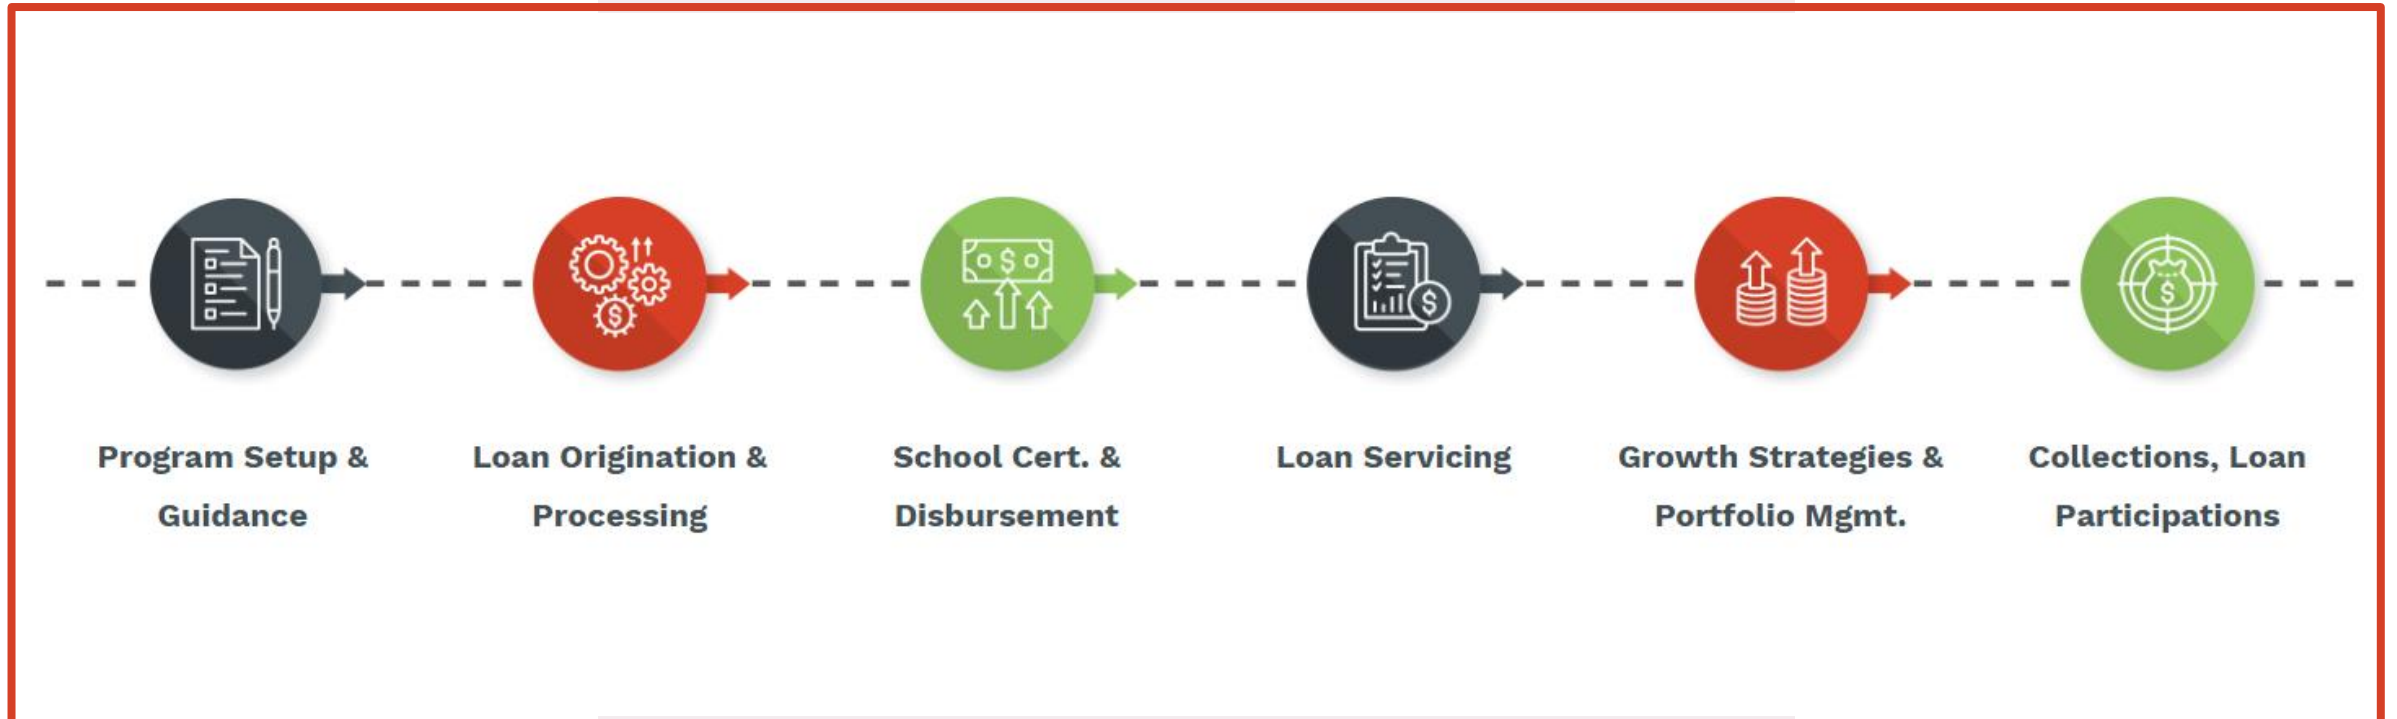 Program Setup &
Guidance
Loan Origination &
Processing
School Cert. &
Disbursement
Loan Servicing
Growth Strategies &
Portfolio Mgmt.
Collections, Loan
Participations